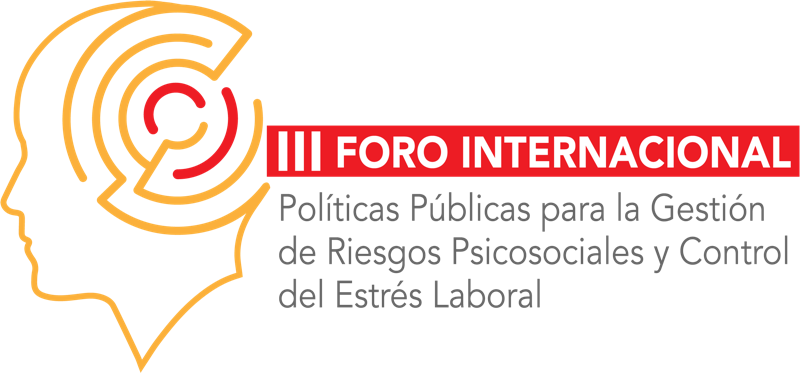 III FORO INTERNACIONAL
Políticas Públicas para la Gestión
de Riesgos Psicosociales y Control
del Estrés Laboral